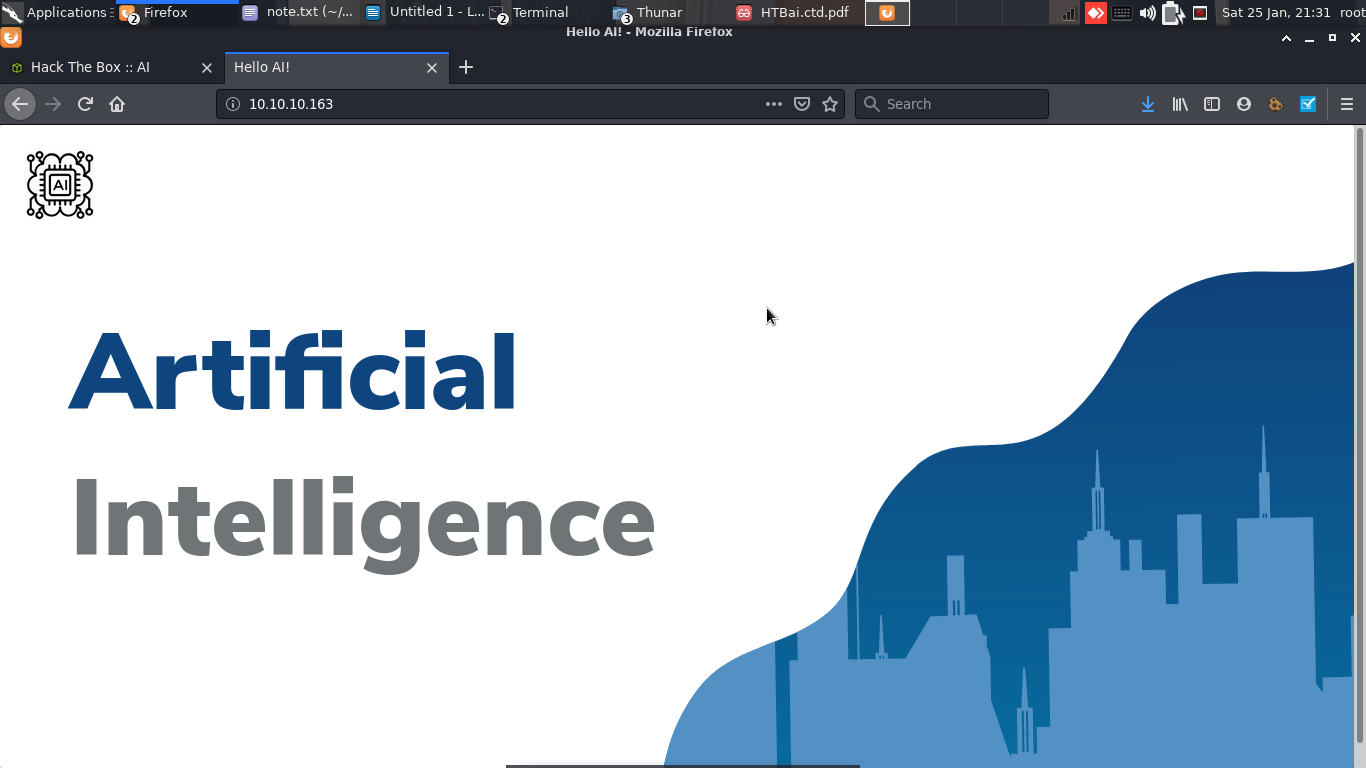 Applications
2
Firefox
note.txt (~/...
Untitled 1 - L...
2
Terminal
3
Thunar
HTBai.ctd.pdf
Sat 25 Jan, 21:31
root
Hello AI! - Mozilla Firefox
Hack The Box :: AI
Hello AI!
10.10.10.163
Search
AI
Artificial
Intelligence